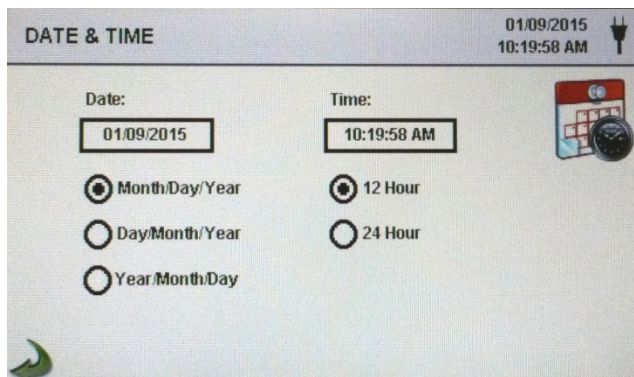 DATE & TIME
01/09/2015
10:19:58 AM
Date:
01/09/2015
Month/Day/Year
Day/Month/Year
Year/Month/Day
Time:
10:19:58 AM
12 Hour
24 Hour